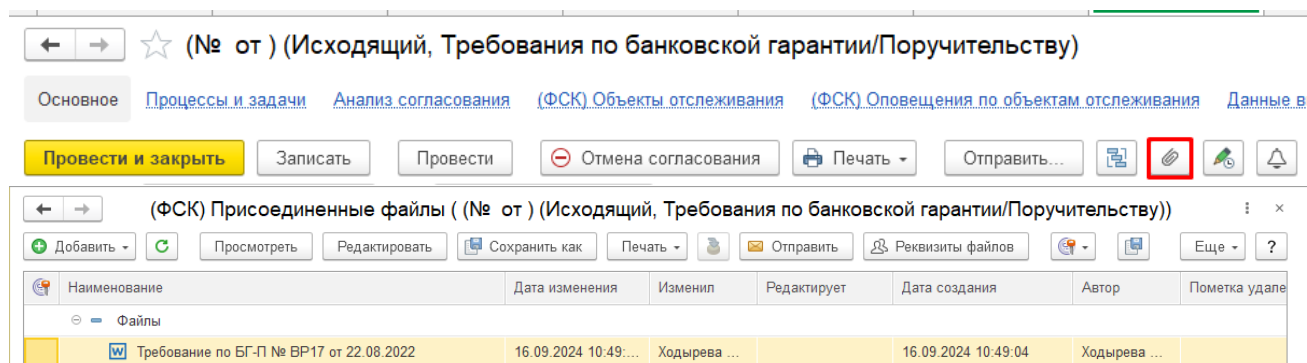 (№ от ) (Исходящий, Требования по банковской гарантии/Поручительству)
Основное Процессы и задачи Анализ согласования (ФСК) Объекты отслеживания (ФСК) Оповещения по объектам отслеживания Данные в
Провести и закрыть Записать Провести Отмена согласования Печать Отправить...
(ФСК) Присоединенные файлы ( (№ от ) (Исходящий, Требования по банковской гарантии/Поручительству))
Добавить Просмотреть Редактировать Сохранить как Печать Отправить Реквизиты файлов Еще ?
Наименование Дата изменения Изменил Редактирует Дата создания Автор Пометка удале
Файлы
Требование по БГ-П № ВР17 от 22.08.2022 16.09.2024 10:49:... Ходырева ... 16.09.2024 10:49:04 Ходырева ...